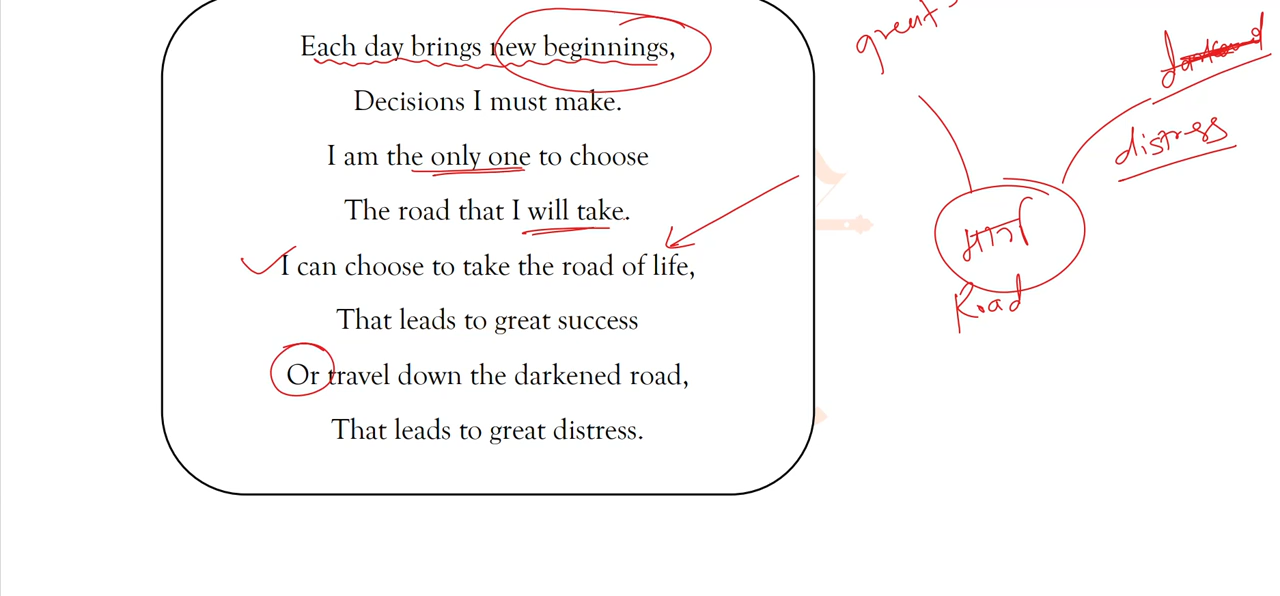 Each day brings new beginnings,
Decisions I must make.
I am the only one to choose
The road that I will take.
I can choose to take the road of life,
That leads to great success
Or travel down the darkened road,
That leads to great distress.
great
distress
मार्ग
Road